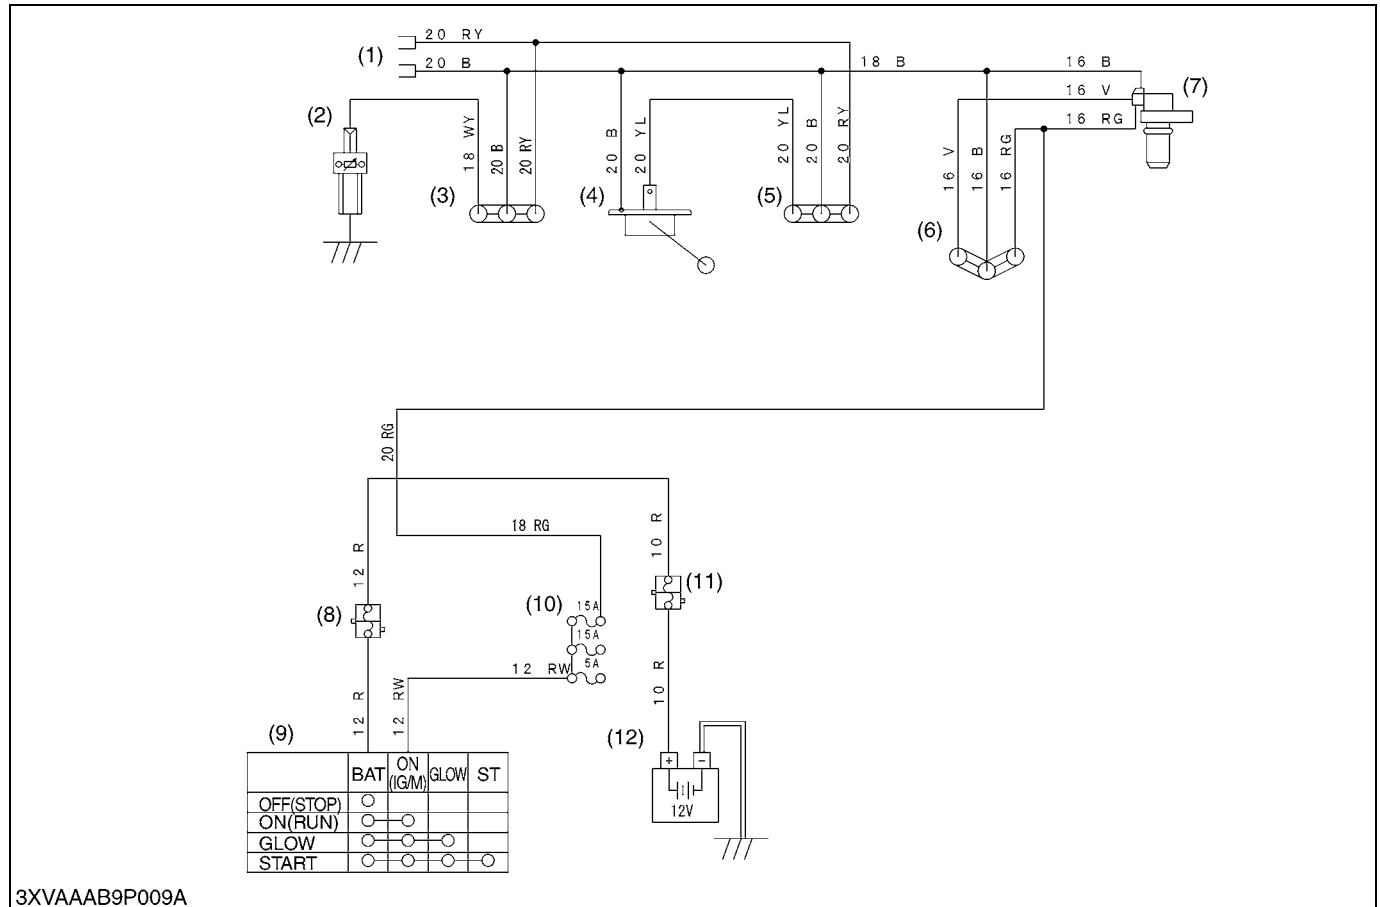 20 RY
(1)
20 B
18 B
16 B
16 V
(7)
(2)
16 RG
18 WY
20 B
20 RY
20 B
20 YL
20 YL
20 B
20 RY
16 V
16 B
16 RG
(3)
(4)
(5)
(6)
20 RG
18 RG
12 R
10 R
(8)
(10)
15A
(11)
15A
5A
12 RW
12 R
12 RW
10 R
(9)
(12)
+ −
12V
BAT ON (IG/M) GLOW ST
OFF(STOP)
ON(RUN)
GLOW
START
3XVAAAB9P009A